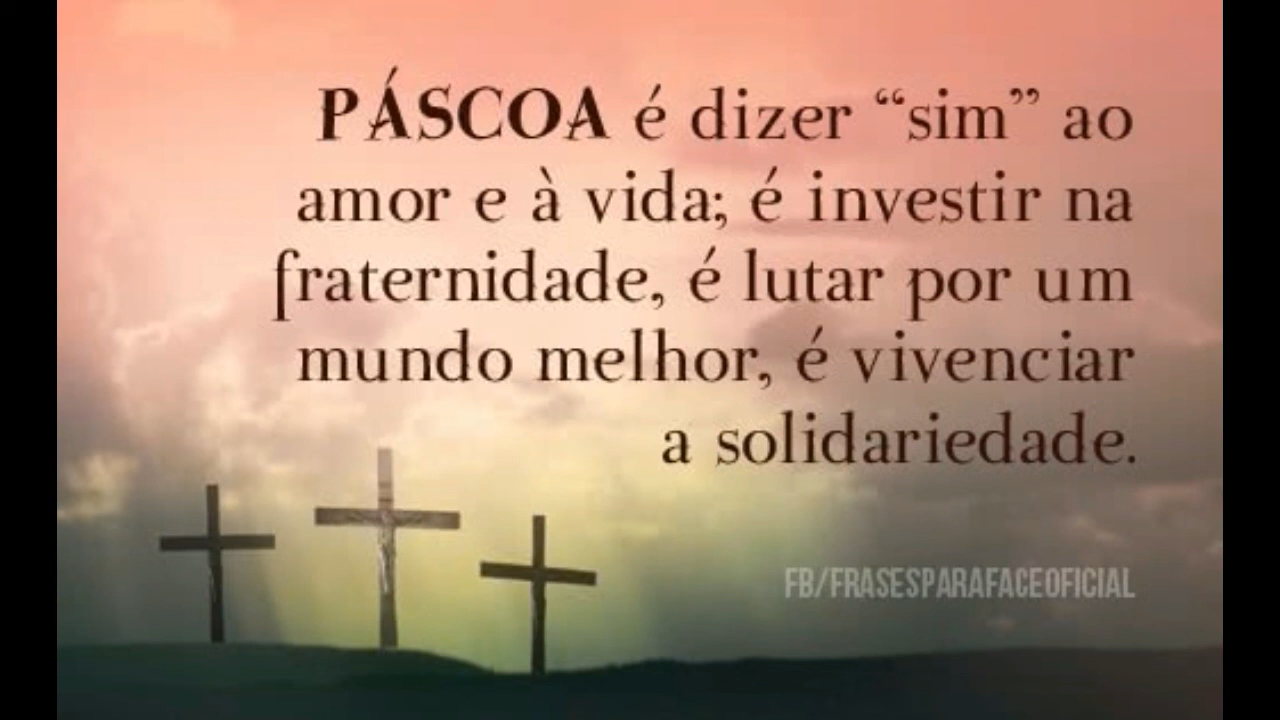 PÁSCOA é dizer “sim” ao
amor e à vida; é investir na
fraternidade, é lutar por um
mundo melhor, é vivenciar
a solidariedade.
FB/FRASESPARAFACEOFICIAL